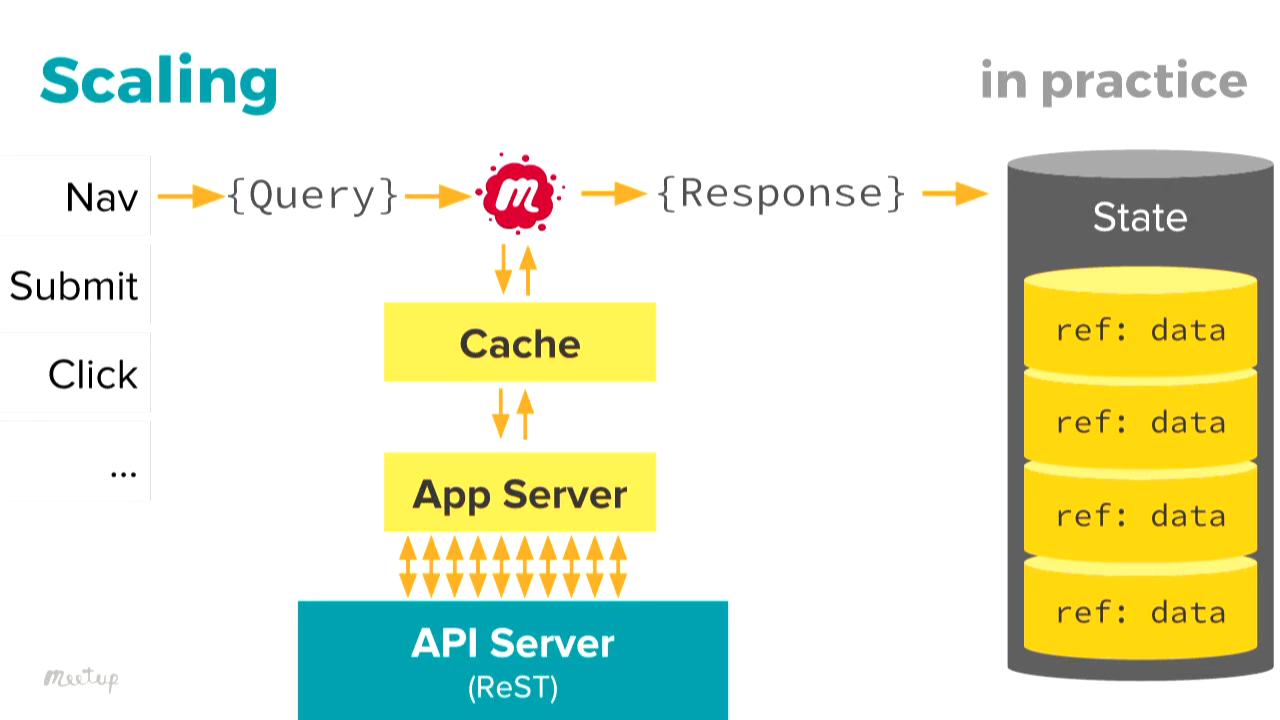 Scaling
in practice
Nav
{Query}
m
{Response}
Submit
Click
...
Cache
App Server
API Server
(ReST)
State
ref: data
ref: data
ref: data
ref: data
meetup